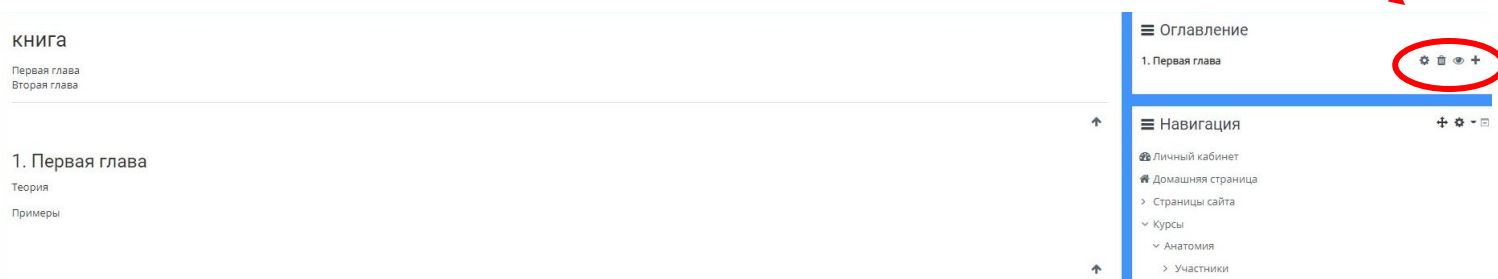 книга
Первая глава
Вторая глава
1. Первая глава
Теория
Примеры
Оглавление
1. Первая глава
Навигация
Личный кабинет
Домашняя страница
Страницы сайта
Курсы
Анатомия
Участники